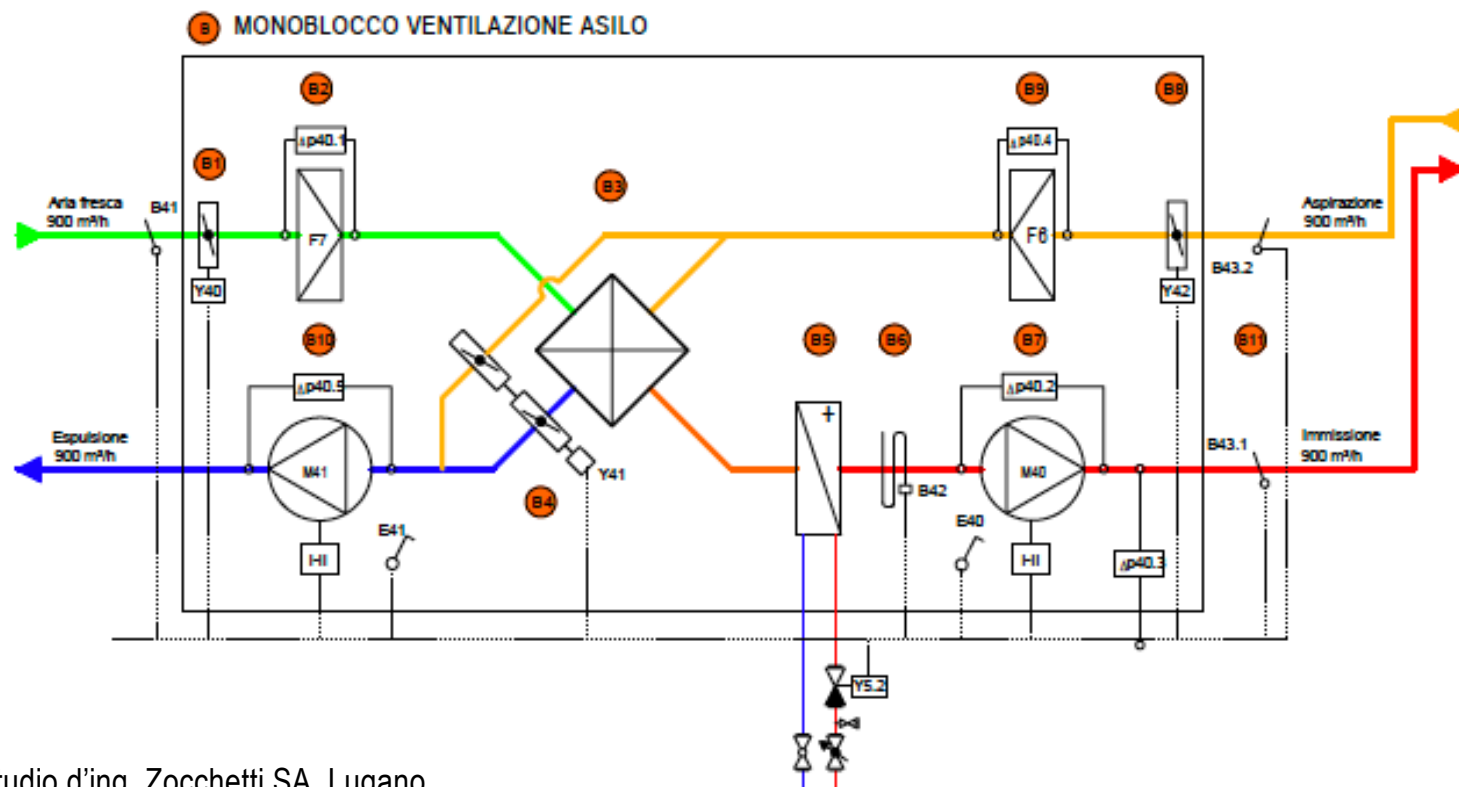 B MONOBLOCCO VENTILAZIONE ASILO
B2
B9
B8
Δp40.1
Δp40.4
B1
B3
Aria fresca
900 m³/h
B41
F7
F6
Aspirazione
900 m³/h
B43.2
Y40
Y42
B10
B5
B6
B7
B11
Δp40.5
Δp40.2
+
Espulsione
900 m³/h
M41
Y41
B4
B42
M40
B43.1
Immissione
900 m³/h
E41
E40
HI
HI
Δp40.3
Y5.2
tudio d'ing. Zocchetti SA, Lugano